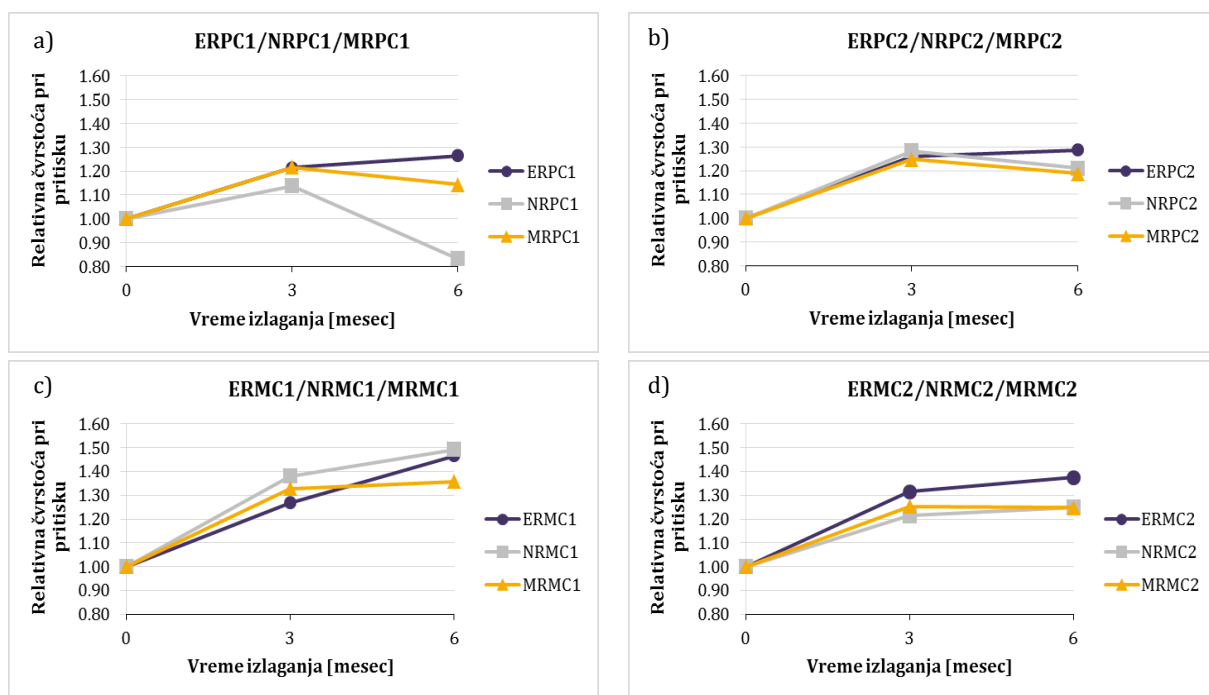 a)
ERPC1/NRPC1/MRPC1
Relativna čvrstoća pri
pritisku
1.60
1.50
1.40
1.30
1.20
1.10
1.00
0.90
0.80
0
3
6
Vreme izlaganja [mesec]
ERPC1
NRPC1
MRPC1
b)
ERPC2/NRPC2/MRPC2
Relativna čvrstoća pri
pritisku
1.60
1.50
1.40
1.30
1.20
1.10
1.00
0.90
0.80
0
3
6
Vreme izlaganja [mesec]
ERPC2
NRPC2
MRPC2
c)
ERMC1/NRMC1/MRMC1
Relativna čvrstoća pri
pritisku
1.60
1.50
1.40
1.30
1.20
1.10
1.00
0.90
0.80
0
3
6
Vreme izlaganja [mesec]
ERMC1
NRMC1
MRMC1
d)
ERMC2/NRMC2/MRMC2
Relativna čvrstoća pri
pritisku
1.60
1.50
1.40
1.30
1.20
1.10
1.00
0.90
0.80
0
3
6
Vreme izlaganja [mesec]
ERMC2
NRMC2
MRMC2